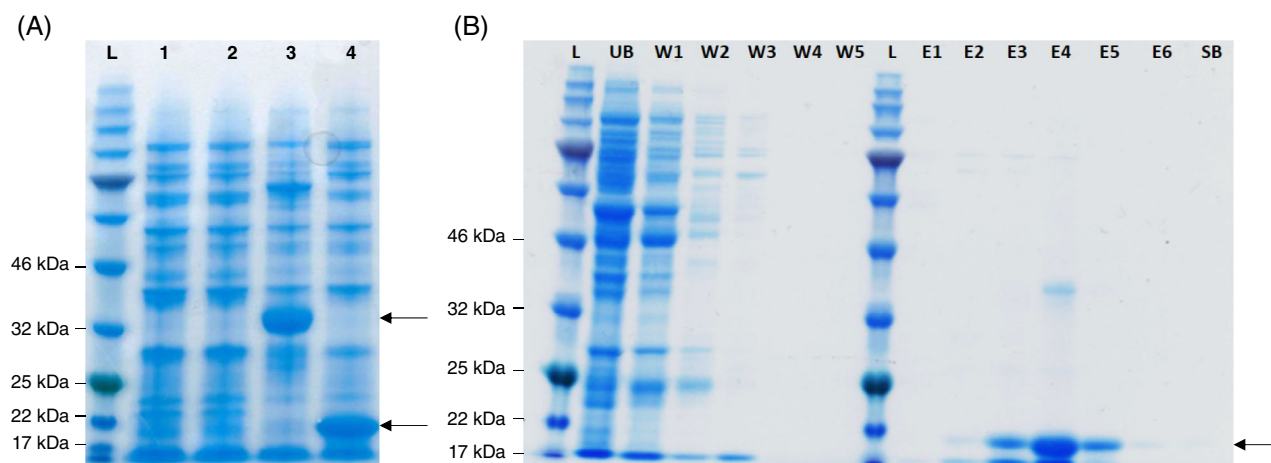 (A)
L 1 2 3 4
46 kDa
32 kDa
25 kDa
22 kDa
17 kDa
(B)
L UB W1 W2 W3 W4 W5 L E1 E2 E3 E4 E5 E6 SB
46 kDa
32 kDa
25 kDa
22 kDa
17 kDa